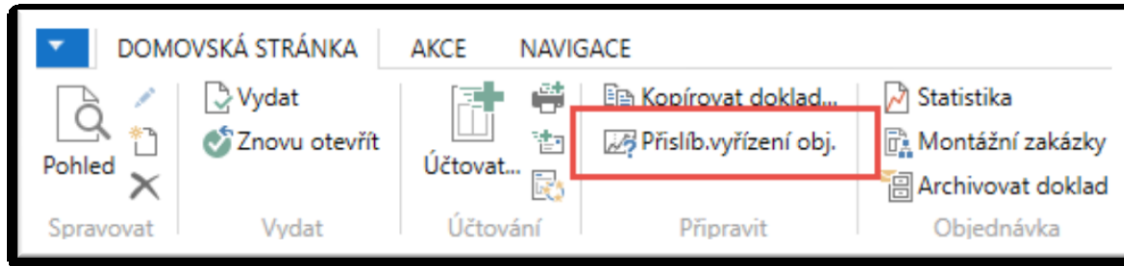 DOMOVSKÁ STRÁNKA AKCE NAVIGACE
Pohled
Spravovat
Vydat
Znovu otevřít
Vydat
Účtovat...
Účtování
Kopírovat doklad...
Přislíb.vyřízení obj.
Připravit
Statistika
Montážní zakázky
Archivovat doklad
Objednávka